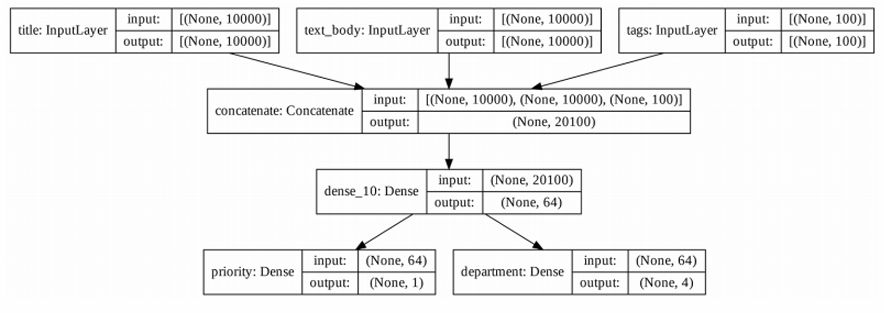 title: InputLayer input: [(None, 10000)]
output: [(None, 10000)]
text_body: InputLayer input: [(None, 10000)]
output: [(None, 10000)]
tags: InputLayer input: [(None, 100)]
output: [(None, 100)]
concatenate: Concatenate input: [(None, 10000), (None, 10000), (None, 100)]
output: (None, 20100)
dense_10: Dense input: (None, 20100)
output: (None, 64)
priority: Dense input: (None, 64)
output: (None, 1)
department: Dense input: (None, 64)
output: (None, 4)